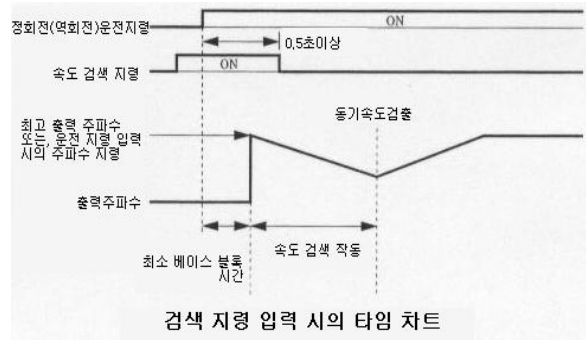 정회전(역회전)운전지령
ON
0,5초이상
속도 검색 지령
ON
최고 출력 주파수
또는, 운전 지령 입력
시의 주파수 지령
동기속도검출
출력주파수
최소 베이스 블록
시간
속도 검색 작동
검색 지령 입력 시의 타임 차트